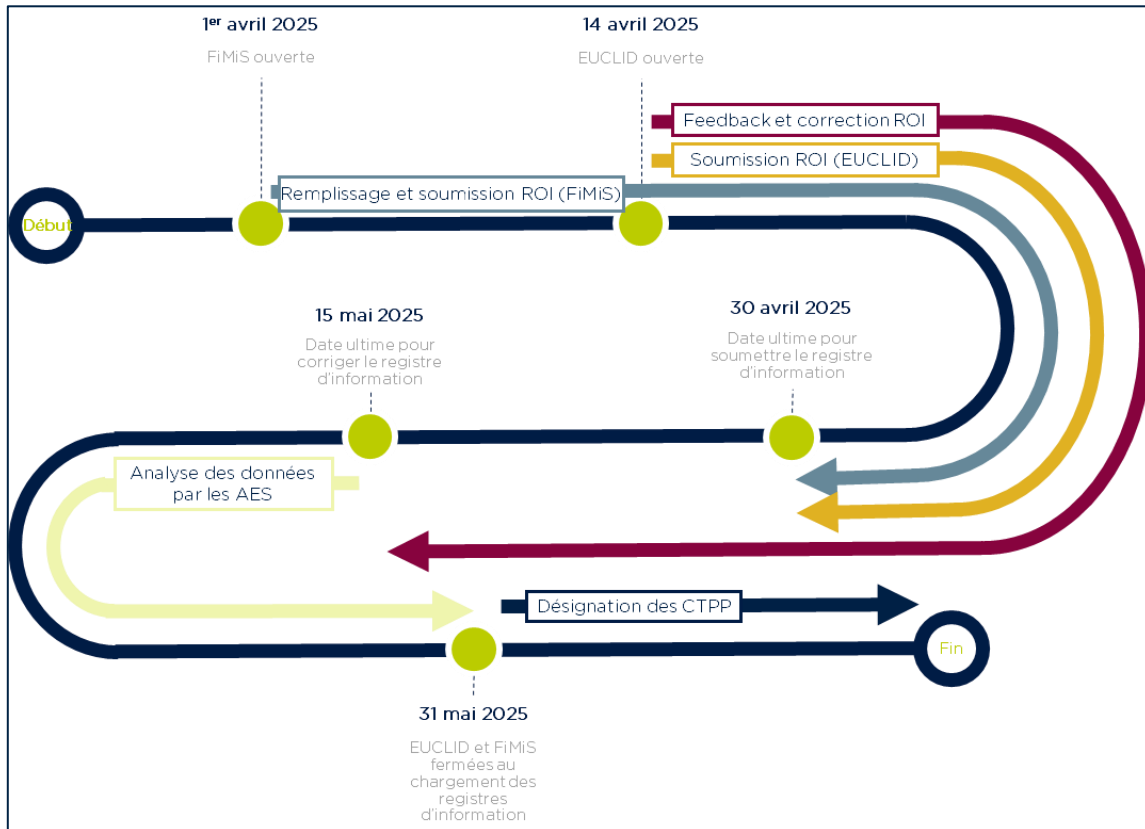 1er avril 2025
14 avril 2025
FiMiS ouverte
EUCLID ouverte
Feedback et correction ROI
Soumission ROI (EUCLID)
Remplissage et soumission ROI (FiMiS)
Début
15 mai 2025
Date ultime pour
corriger le registre
d'information
30 avril 2025
Date ultime pour
soumettre le registre
d'information
Analyse des données
par les AES
Désignation des CTPP
Fin
31 mai 2025
EUCLID et FiMiS
fermées au
chargement des
registres
d'information